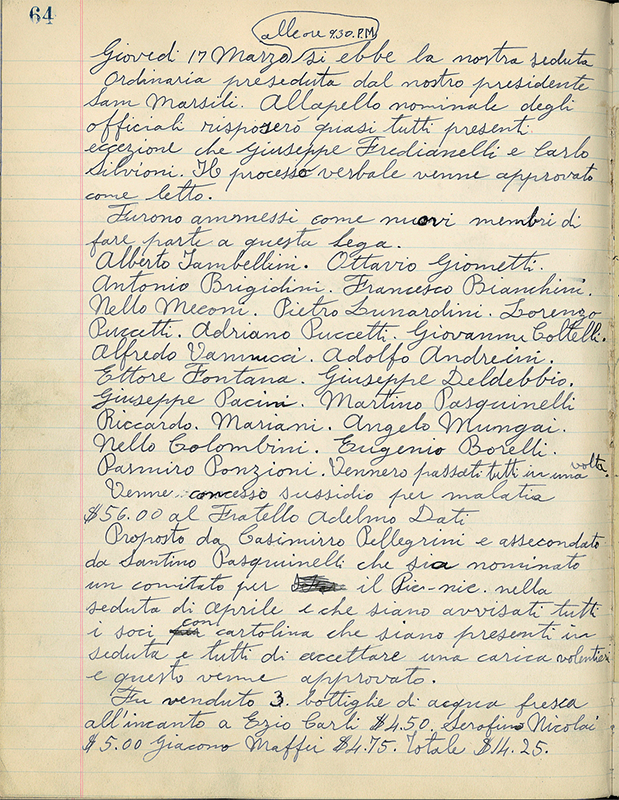 64
alle ore 9.30. P.M
Giovedi 17 Marzo si ebbe la nostra seduta
Ordinaria preseduta dal nostro presidente
Sam Marsili. Allapello nominale degli
officiali risposerò quasi tutti presenti
eccezione che Giuseppe Fredianelli e Carlo
Silvioni. Il processo verbale venne approvato
come letto.
Furono ammessi come nuovi membri di
fare parte a questa lega.
Alberto Tambellini. Ottavio Giometti.
Antonio Brigidini. Francesco Bianchini.
Nello Meconi. Pietro Lunardini. Lorenzo
Puccetti. Adriano Puccetti. Giovanni Coltelli.
Alfredo Vannucci. Adolfo Andreini.
Ettore Fontana. Giuseppe Deldebbio.
Giuseppe Pacini. Martino Pasquinelli
Riccardo. Mariani. Angelo Mungai.
Nello Colombini. Eugenio Borelli.
Pasmiro Ponzioni. Vennero passati tutti in una volta.
Venne concesso sussidio per malatia
$56.00 al Fratello Adelmo Dati
Proposto da Casimirro Pellegrini e assecondato
da Santino Pasquinelli che sia nominato
un comitato per il Pic-nic. nella
seduta di Aprile e che siano avvisati tutti
i soci con cartolina che siano presenti in
seduta e tutti di accettare una carica volentieri
e questo venne approvato.
Fu venduto 3. bottiglie di acqua fresca
all'incanto a Ezio Carli $4.50. Serafino Nicolai
$5.00 Giacomo Maffei $4.75. Totale $14.25.